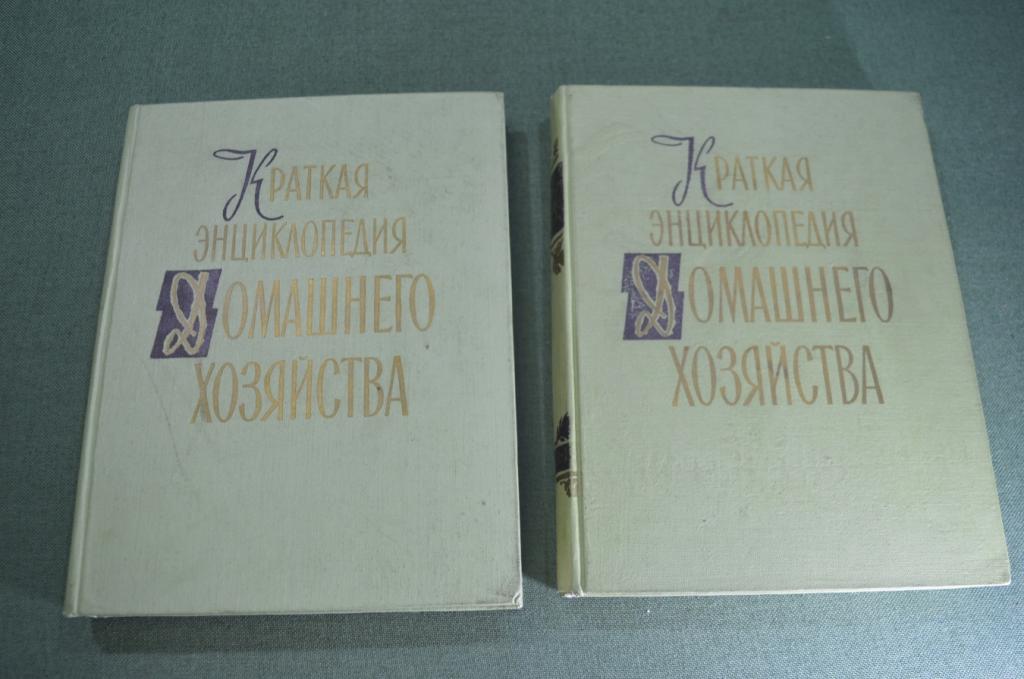 Краткая
энциклопедия
Домашнего
хозяйства
Краткая
энциклопедия
Домашнего
хозяйства